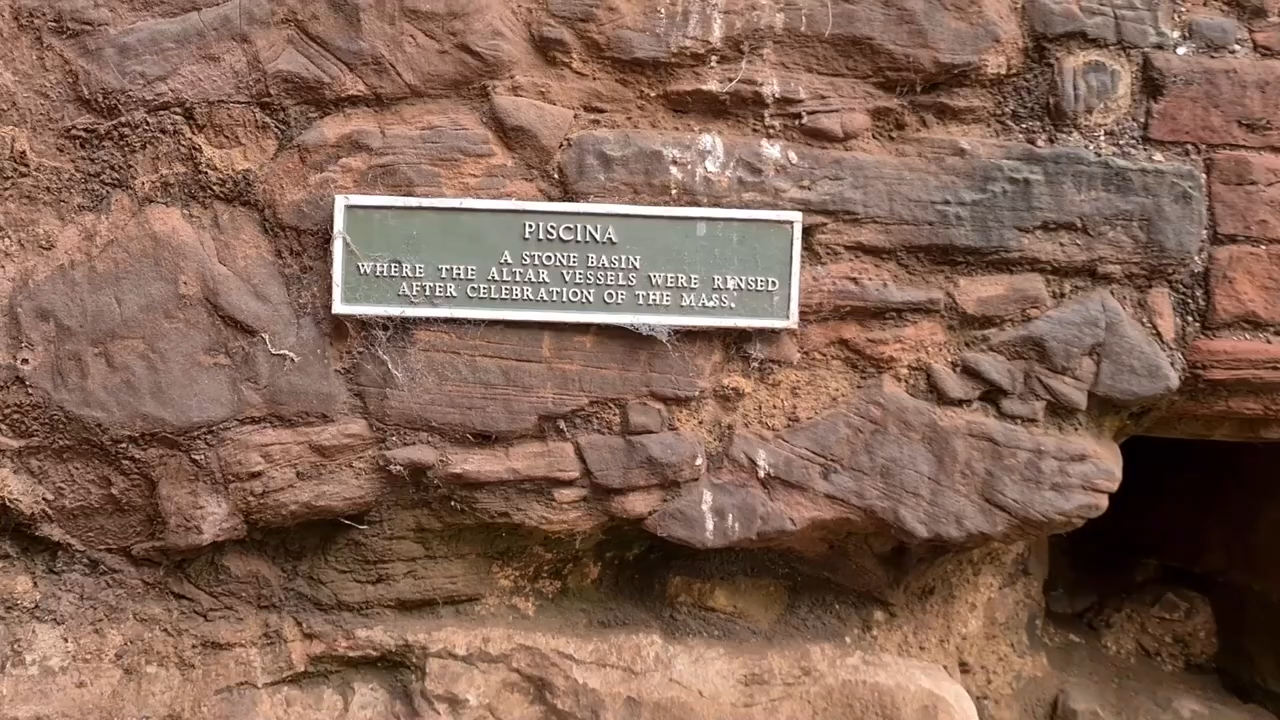 PISCINA
A STONE BASIN
WHERE THE ALTAR VESSELS WERE RINSED
AFTER CELEBRATION OF THE MASS.